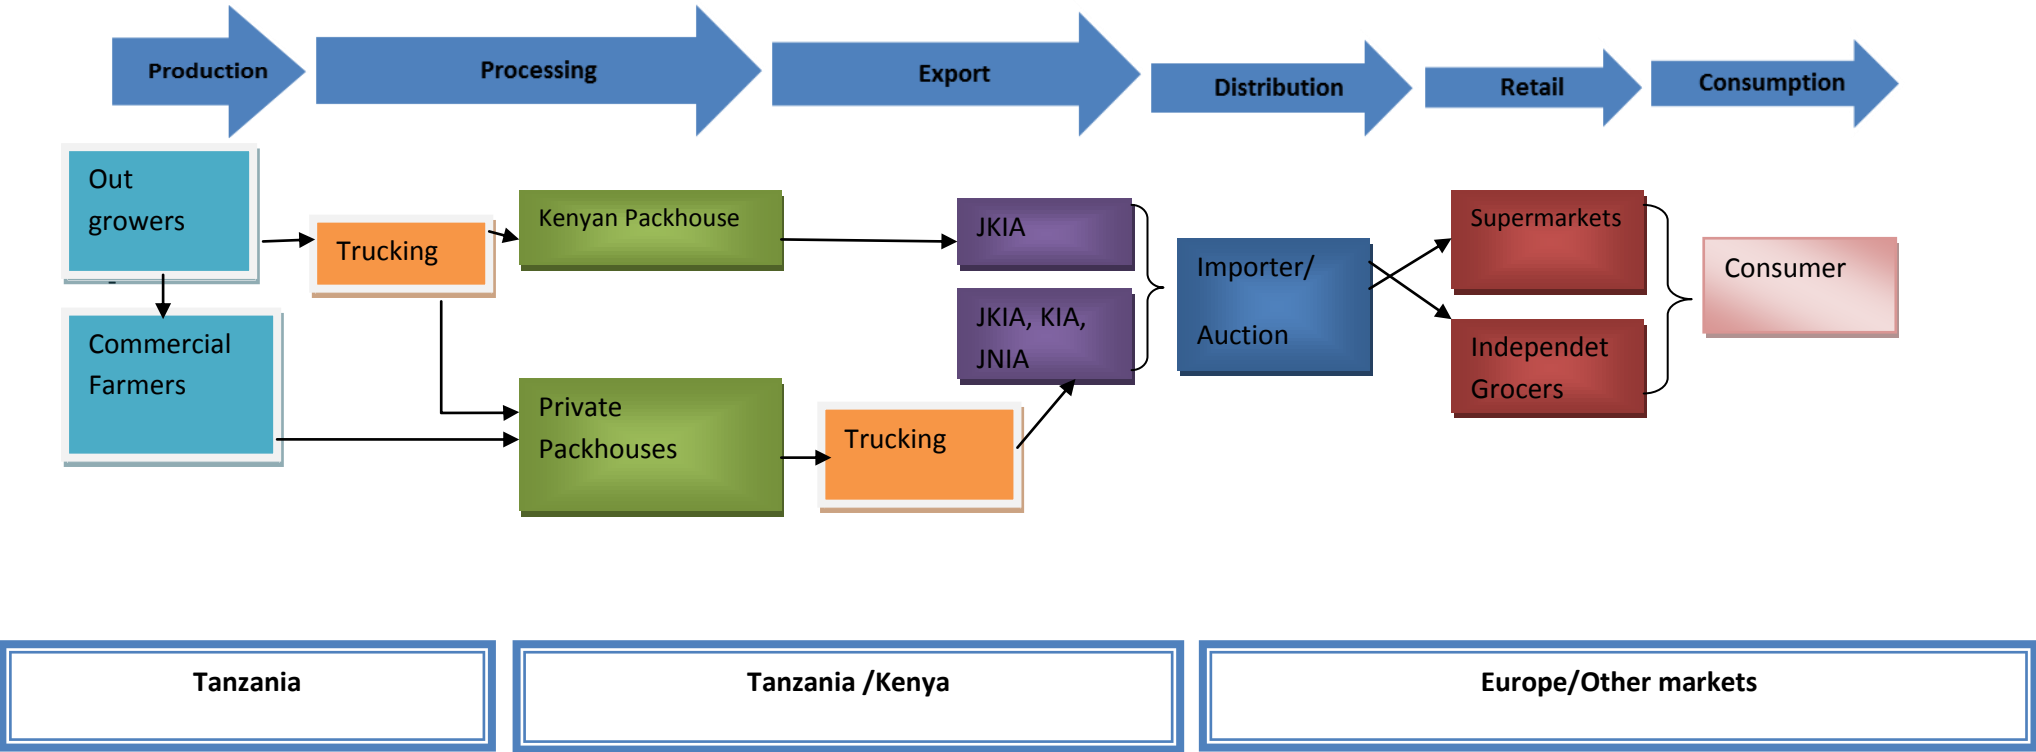 Production
Processing
Export
Distribution
Retail
Consumption
Out
growers
Trucking
Kenyan Packhouse
JKIA
Supermarkets
Importer/
Auction
Consumer
JKIA, KIA,
JNIA
Commercial
Farmers
Independet
Grocers
Private
Packhouses
Trucking
Tanzania
Tanzania /Kenya
Europe/Other markets